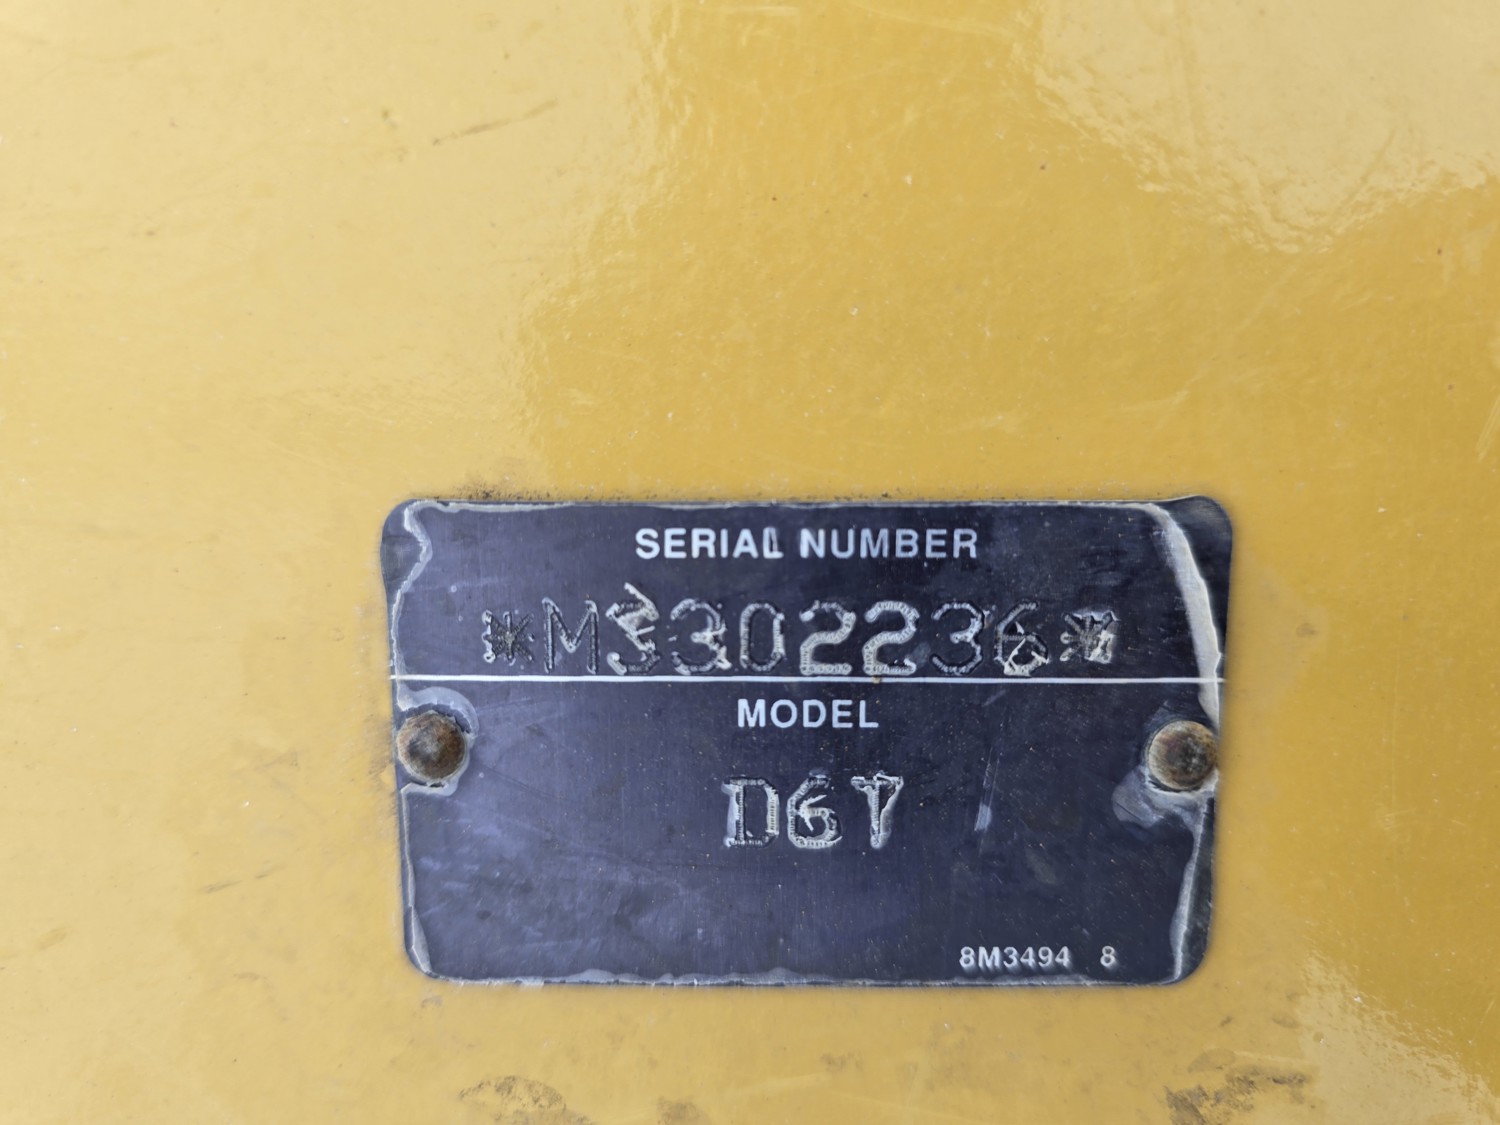 SERIAL NUMBER
*M3302236*
MODEL
D6T
8M3494 8